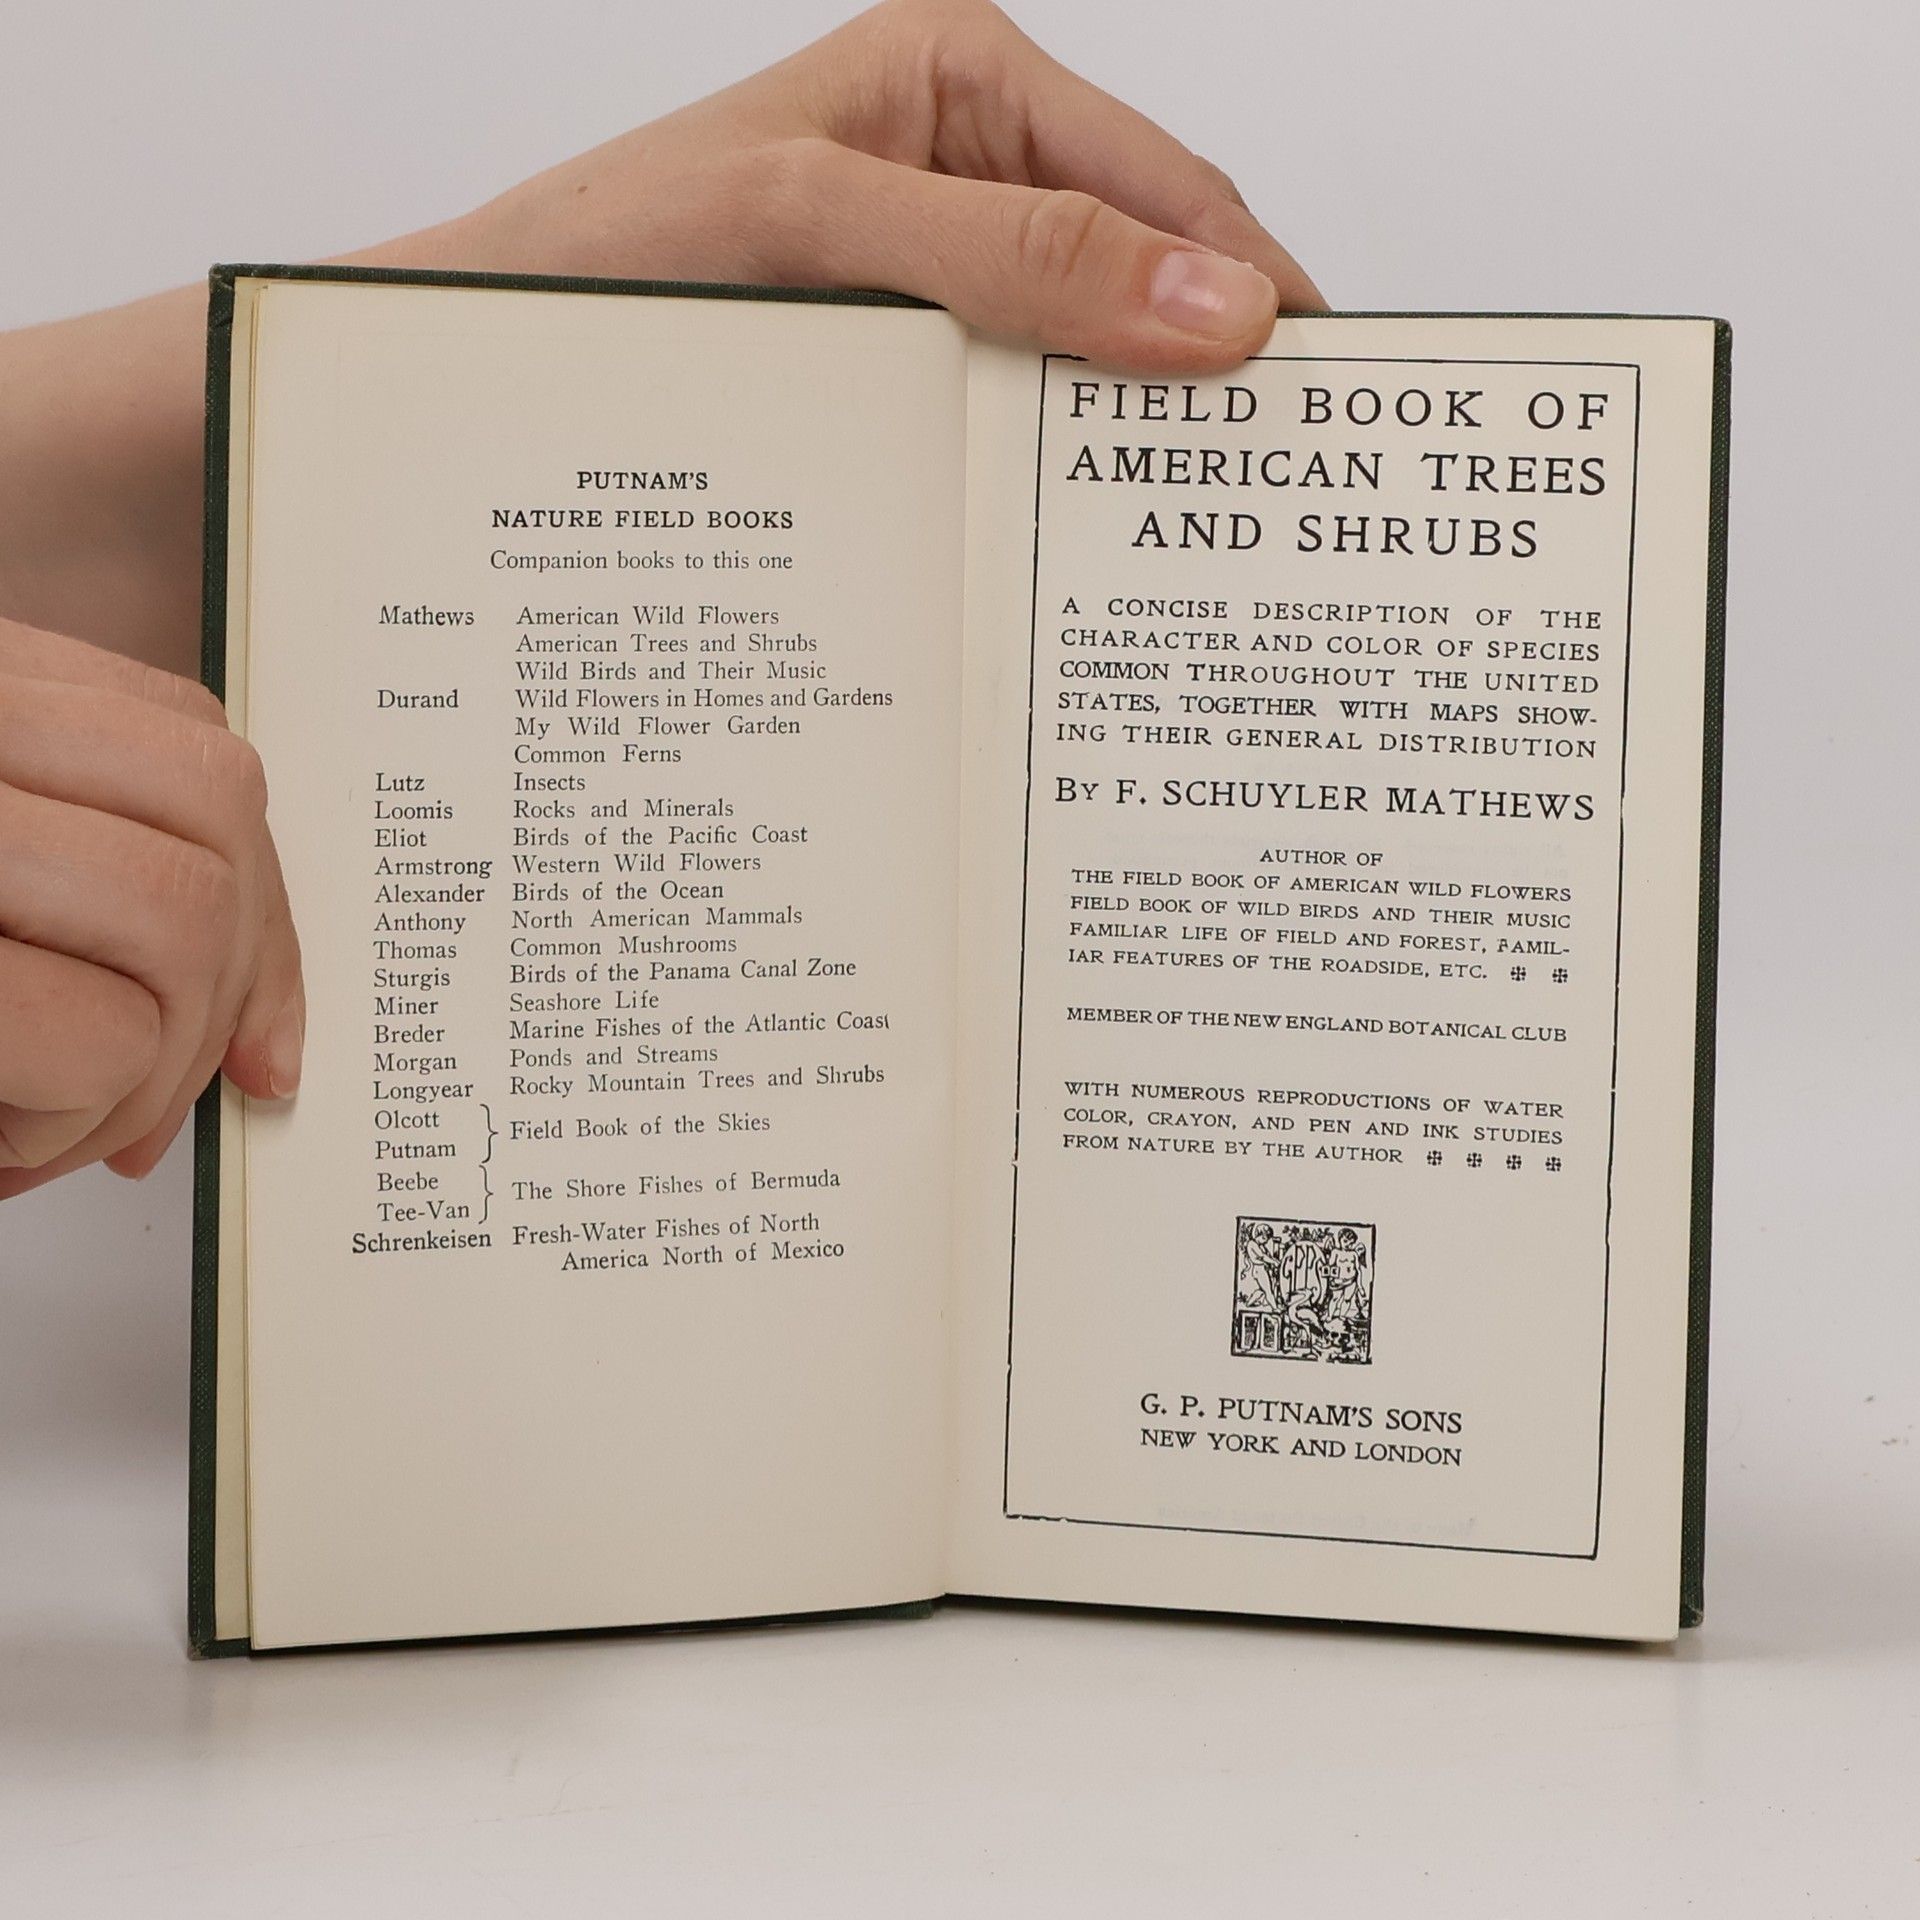 PUTNAM'S
NATURE FIELD BOOKS
Companion books to this one
Mathews American Wild Flowers
American Trees and Shrubs
Wild Birds and Their Music
Durand Wild Flowers in Homes and Gardens
My Wild Flower Garden
Common Ferns
Lutz Insects
Loomis Rocks and Minerals
Eliot Birds of the Pacific Coast
Armstrong Western Wild Flowers
Alexander Birds of the Ocean
Anthony North American Mammals
Thomas Common Mushrooms
Sturgis Birds of the Panama Canal Zone
Miner Seashore Life
Breder Marine Fishes of the Atlantic Coast
Morgan Ponds and Streams
Longyear Rocky Mountain Trees and Shrubs
Olcott
Putnam } Field Book of the Skies
Beebe
Tee-Van } The Shore Fishes of Bermuda
Schrenkeisen Fresh-Water Fishes of North
America North of Mexico
FIELD BOOK OF
AMERICAN TREES
AND SHRUBS
A CONCISE DESCRIPTION OF THE
CHARACTER AND COLOR OF SPECIES
COMMON THROUGHOUT THE UNITED
STATES, TOGETHER WITH MAPS SHOW-
ING THEIR GENERAL DISTRIBUTION
BY F. SCHUYLER MATHEWS
AUTHOR OF
THE FIELD BOOK OF AMERICAN WILD FLOWERS
FIELD BOOK OF WILD BIRDS AND THEIR MUSIC
FAMILIAR LIFE OF FIELD AND FOREST, FAMIL-
IAR FEATURES OF THE ROADSIDE, ETC.
MEMBER OF THE NEW ENGLAND BOTANICAL CLUB
WITH NUMEROUS REPRODUCTIONS OF WATER
COLOR, CRAYON, AND PEN AND INK STUDIES
FROM NATURE BY THE AUTHOR
GPP
G. P. PUTNAM'S SONS
NEW YORK AND LONDON